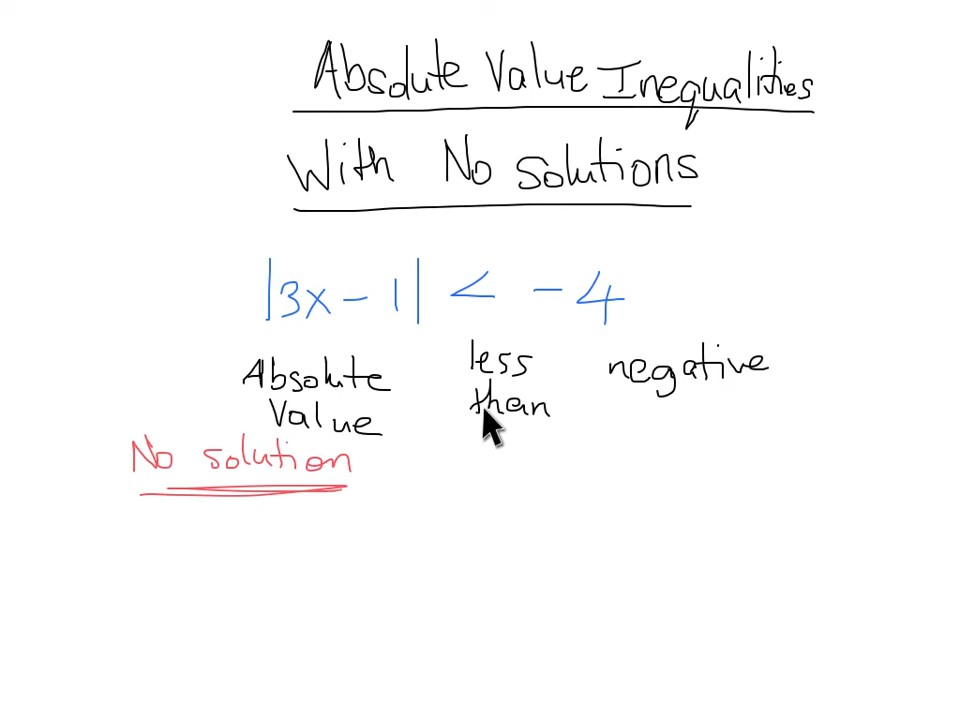 Absolute Value Inequalities
With No solutions
|3x - 1| < - 4
Absolute Value
less than
negative
No solution